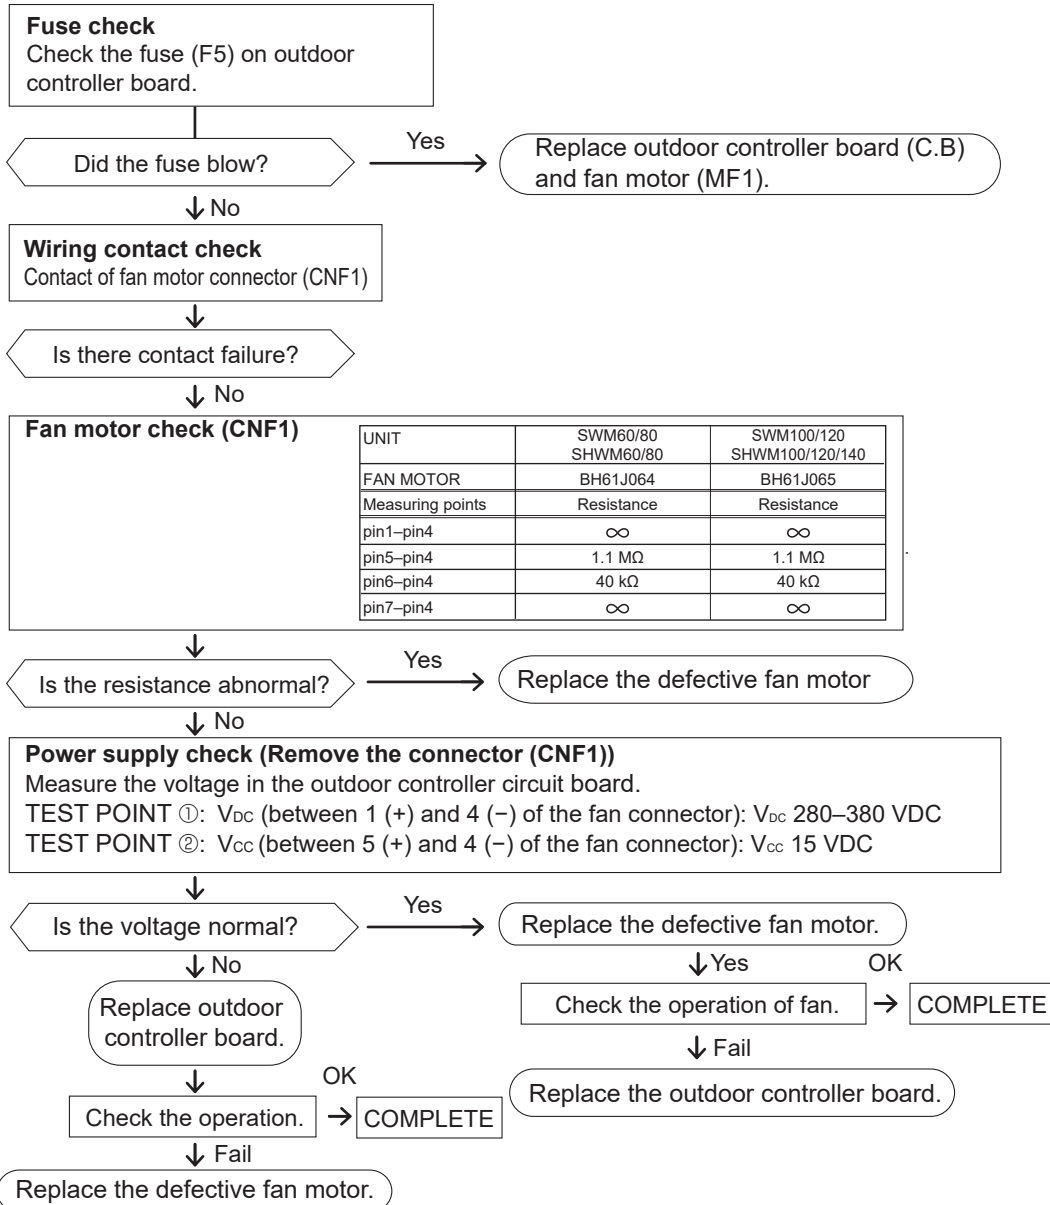 Fuse check
Check the fuse (F5) on outdoor
controller board.
Did the fuse blow?
Yes
Replace outdoor controller board (C.B)
and fan motor (MF1).
No
Wiring contact check
Contact of fan motor connector (CNF1)
Is there contact failure?
No
Fan motor check (CNF1)
UNIT SWM60/80 SWM100/120
SHWM60/80 SHWM100/120/140
FAN MOTOR BH61J064 BH61J065
Measuring points Resistance Resistance
pin1–pin4 ∞ ∞
pin5–pin4 1.1 MΩ 1.1 MΩ
pin6–pin4 40 kΩ 40 kΩ
pin7–pin4 ∞ ∞
Is the resistance abnormal?
Yes
Replace the defective fan motor
No
Power supply check (Remove the connector (CNF1))
Measure the voltage in the outdoor controller circuit board.
TEST POINT ①: VDC (between 1 (+) and 4 (−) of the fan connector): VDC 280–380 VDC
TEST POINT ②: VCC (between 5 (+) and 4 (−) of the fan connector): VCC 15 VDC
Is the voltage normal?
Yes
Replace the defective fan motor.
No
Yes
OK
Replace outdoor
controller board.
Check the operation of fan.
COMPLETE
Fail
Replace the outdoor controller board.
OK
Check the operation.
COMPLETE
Fail
Replace the defective fan motor.